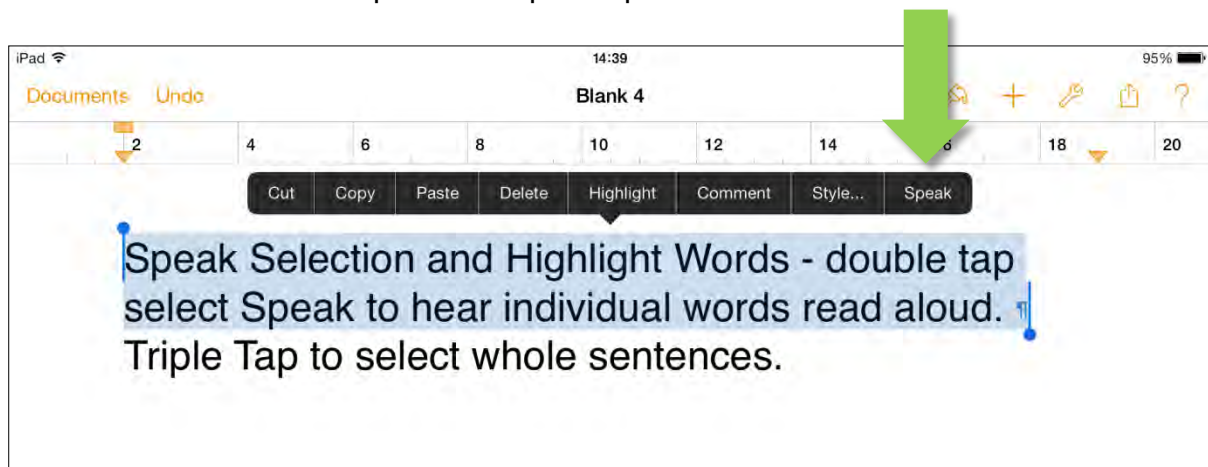 iPad 14:39 95%
Documents Undo Blank 4 ?
2 4 6 8 10 12 14 18 20
Cut Copy Paste Delete Highlight Comment Style... Speak
Speak Selection and Highlight Words - double tap
select Speak to hear individual words read aloud. ¶
Triple Tap to select whole sentences.